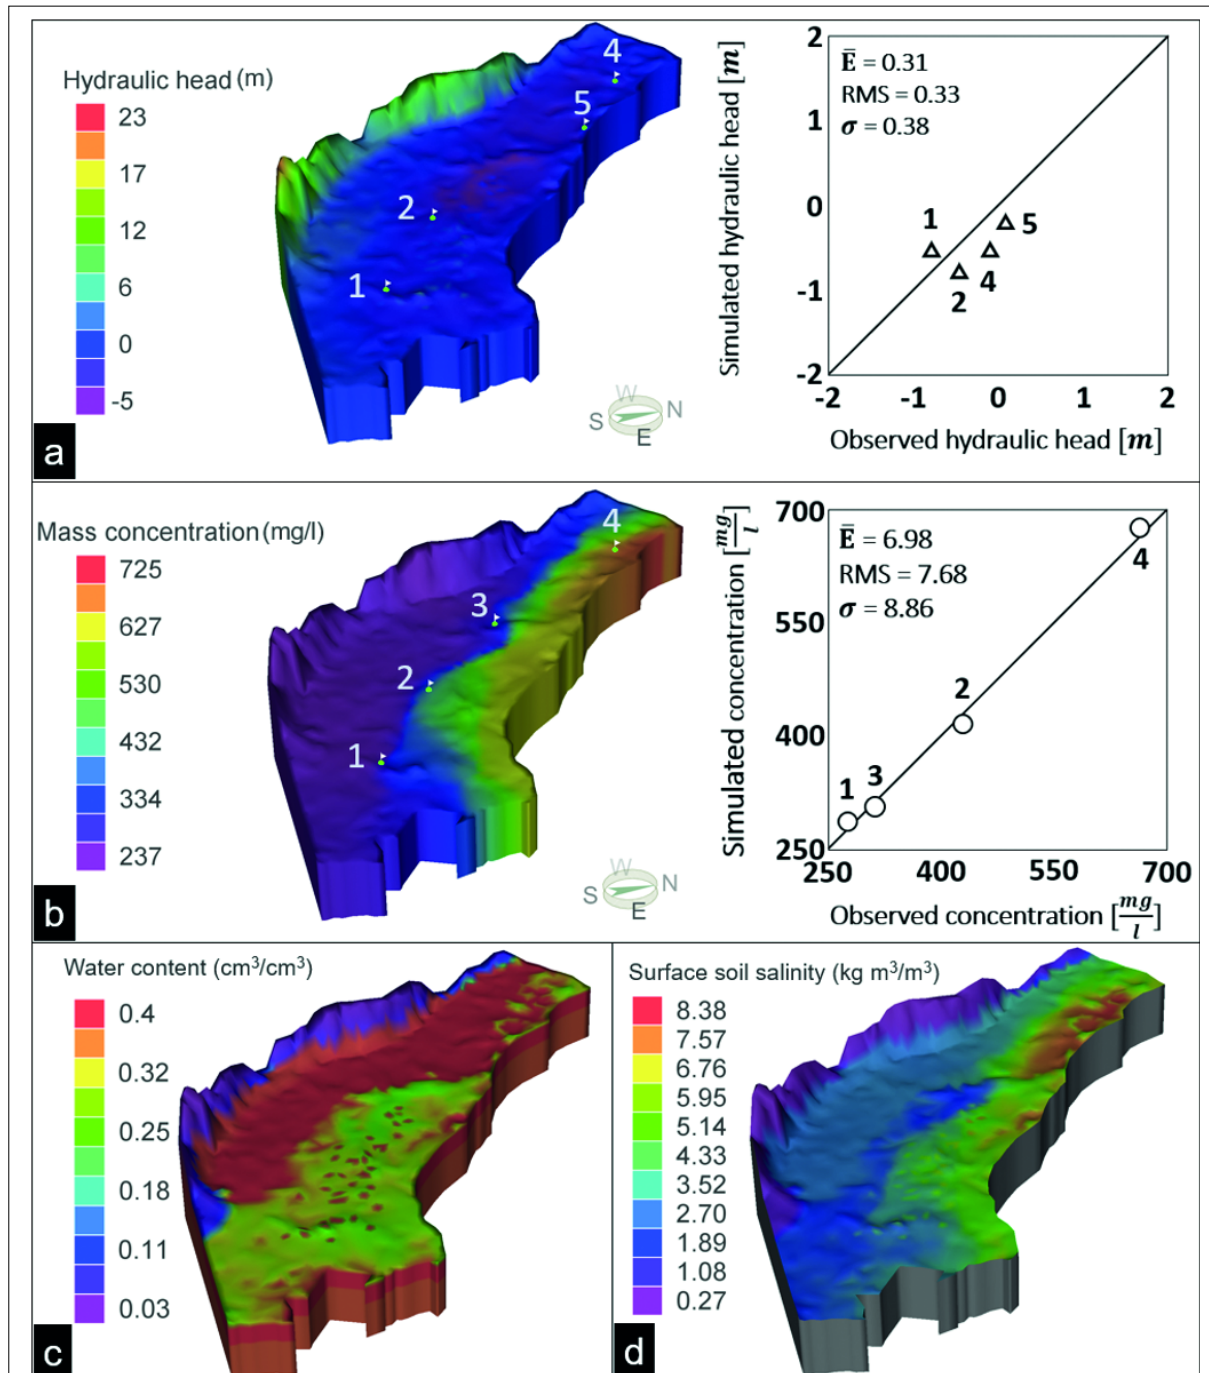 Hydraulic head (m)
23
17
12
6
0
-5
4
5
2
1
W
S
N
E
a
Simulated hydraulic head [m]
2
1
0
-1
-2
Ē = 0.31
RMS = 0.33
σ = 0.38
1
5
4
2
-2
-1
0
1
2
Observed hydraulic head [m]
Mass concentration (mg/l)
725
627
530
432
334
237
4
3
2
1
W
S
N
E
b
Simulated concentration [mg/l]
700
550
400
250
Ē = 6.98
RMS = 7.68
σ = 8.86
4
2
3
1
250
400
550
700
Observed concentration [mg/l]
Water content (cm³/cm³)
0.4
0.32
0.25
0.18
0.11
0.03
c
Surface soil salinity (kg m³/m³)
8.38
7.57
6.76
5.95
5.14
4.33
3.52
2.70
1.89
1.08
0.27
d